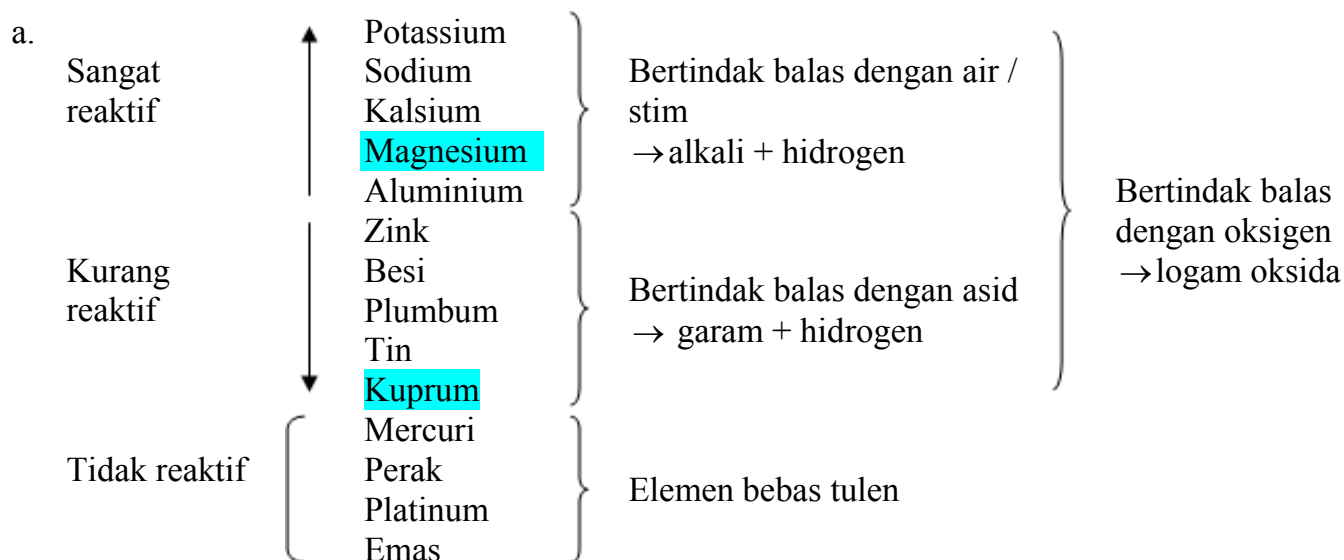 a.
Sangat
reaktif
Kurang
reaktif
Tidak reaktif
Potassium
Sodium
Kalsium
Magnesium
Aluminium
Zink
Besi
Plumbum
Tin
Kuprum
Mercuri
Perak
Platinum
Emas
Bertindak balas dengan air /
stim
→ alkali + hidrogen
Bertindak balas dengan asid
→ garam + hidrogen
Elemen bebas tulen
Bertindak balas
dengan oksigen
→ logam oksida